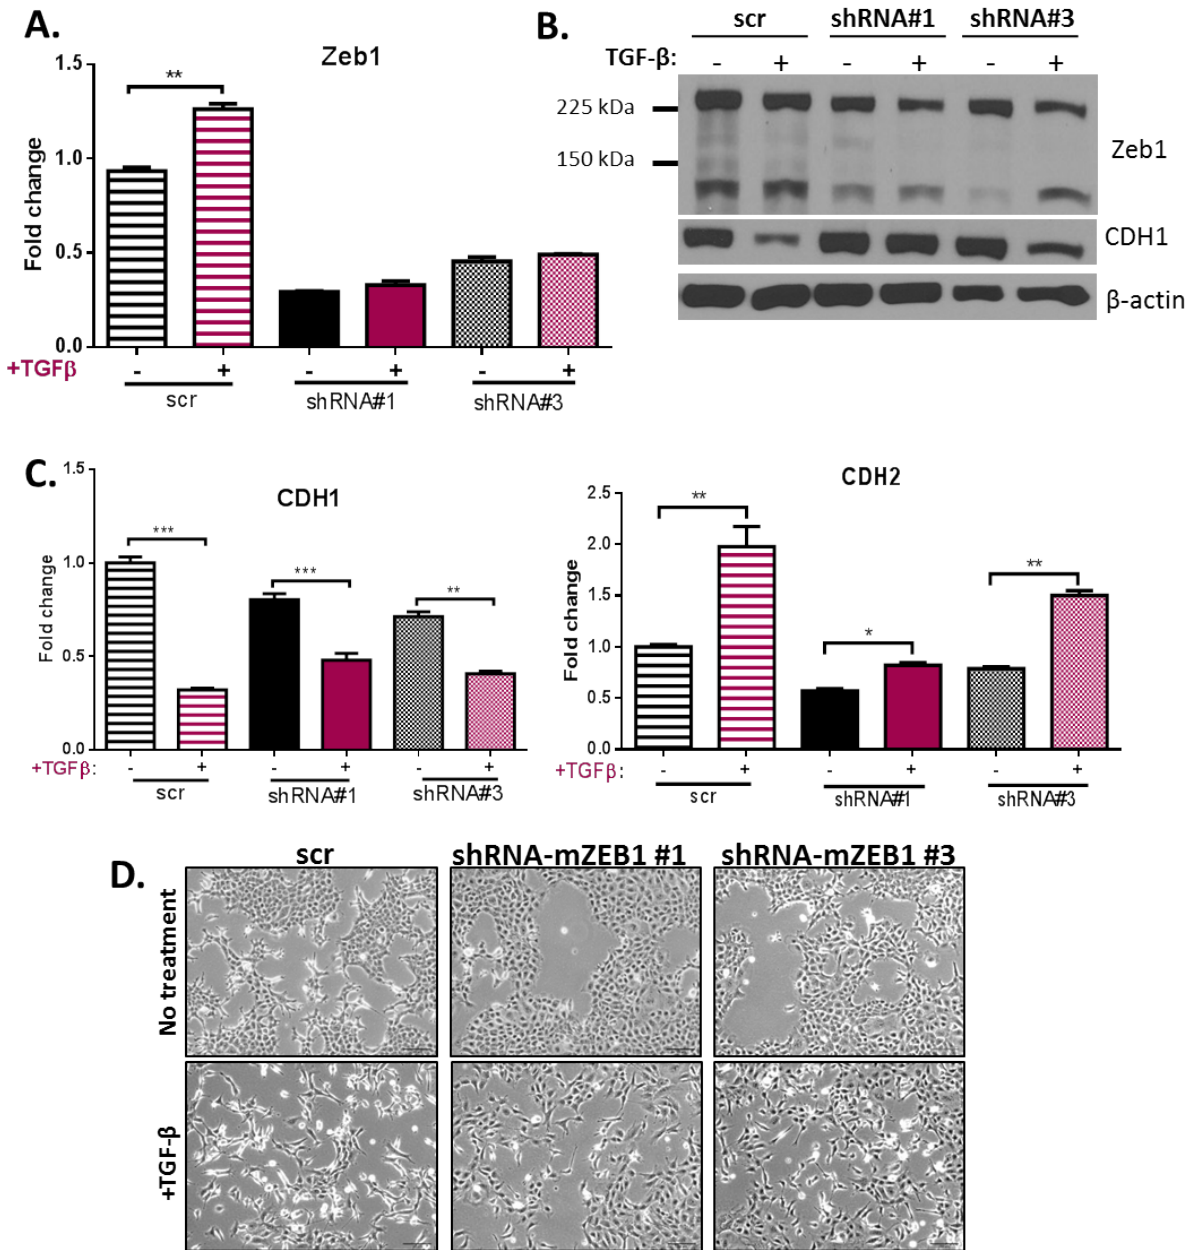 A.
Zeb1
Fold change
1.5
**
1.0
0.5
0.0
+TGFβ - + - + - +
scr shRNA#1 shRNA#3
B.
scr shRNA#1 shRNA#3
TGF-β: - + - + - +
225 kDa
150 kDa
Zeb1
CDH1
β-actin
C.
CDH1
Fold change
1.5
1.0
0.5
0.0
*** *** **
+TGFβ: - + - + - +
scr shRNA#1 shRNA#3
CDH2
Fold change
2.5
2.0
1.5
1.0
0.5
0.0
** * **
+TGFβ: - + - + - +
scr shRNA#1 shRNA#3
D.
scr shRNA-mZEB1 #1 shRNA-mZEB1 #3
No treatment
+TGF-β